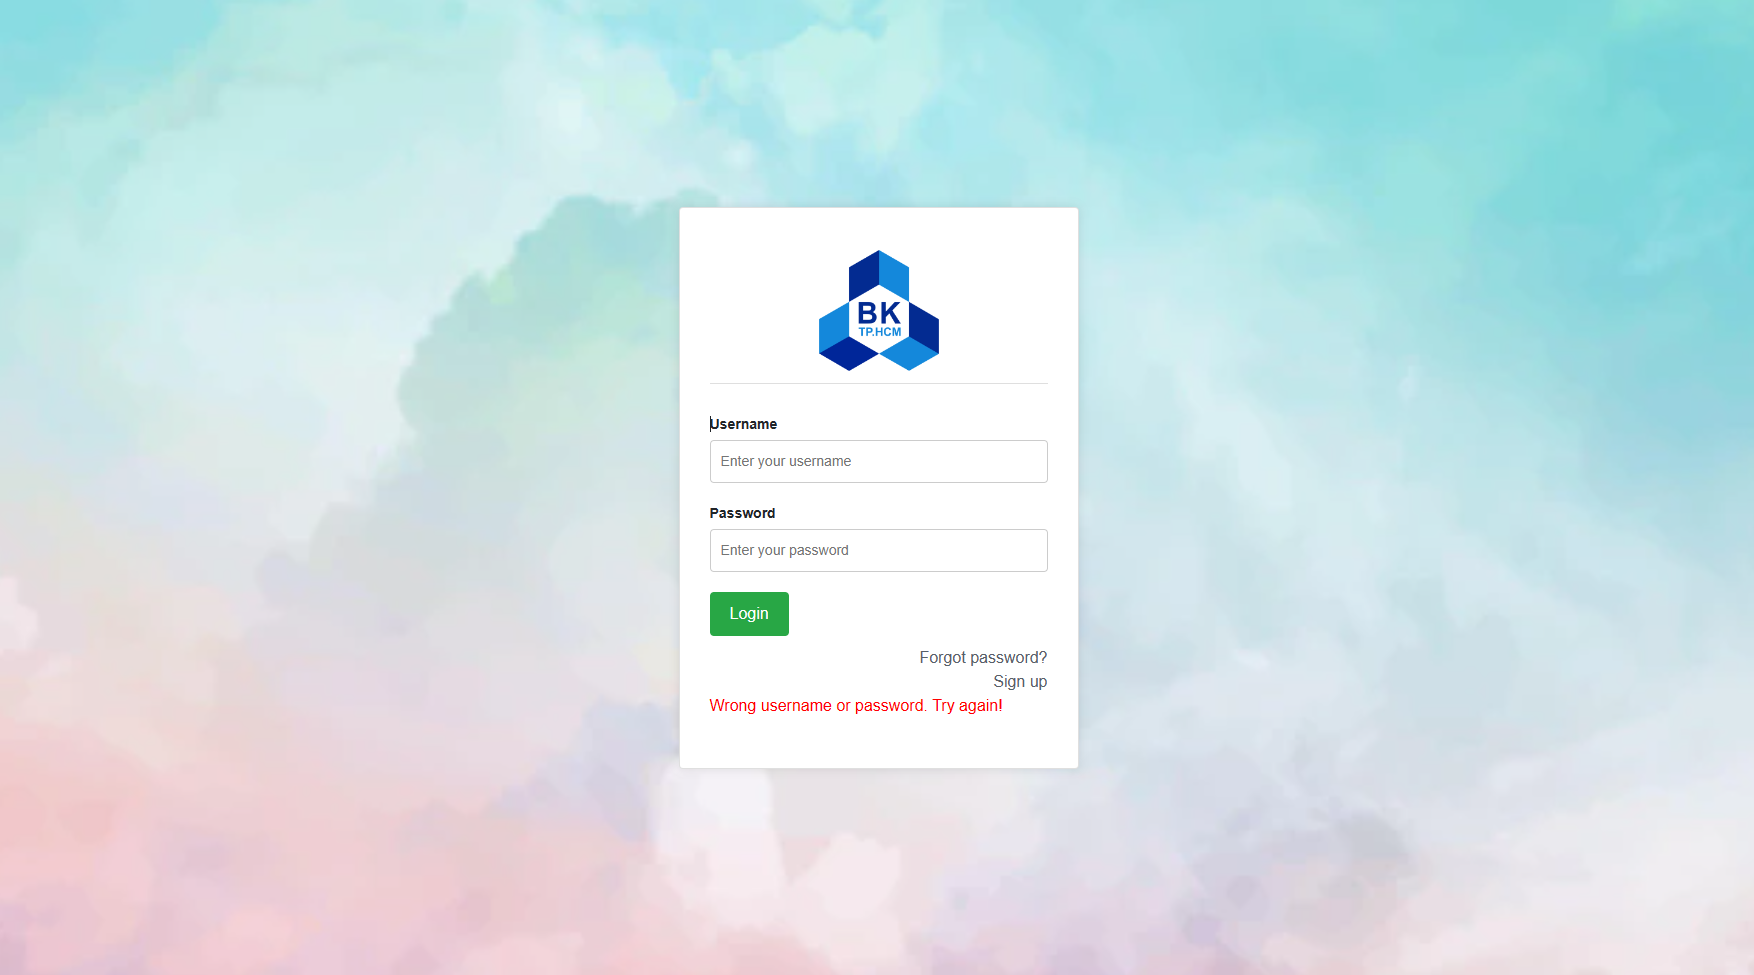 BK
TP.HCM
Username
Enter your username
Password
Enter your password
Login
Forgot password?
Sign up
Wrong username or password. Try again!